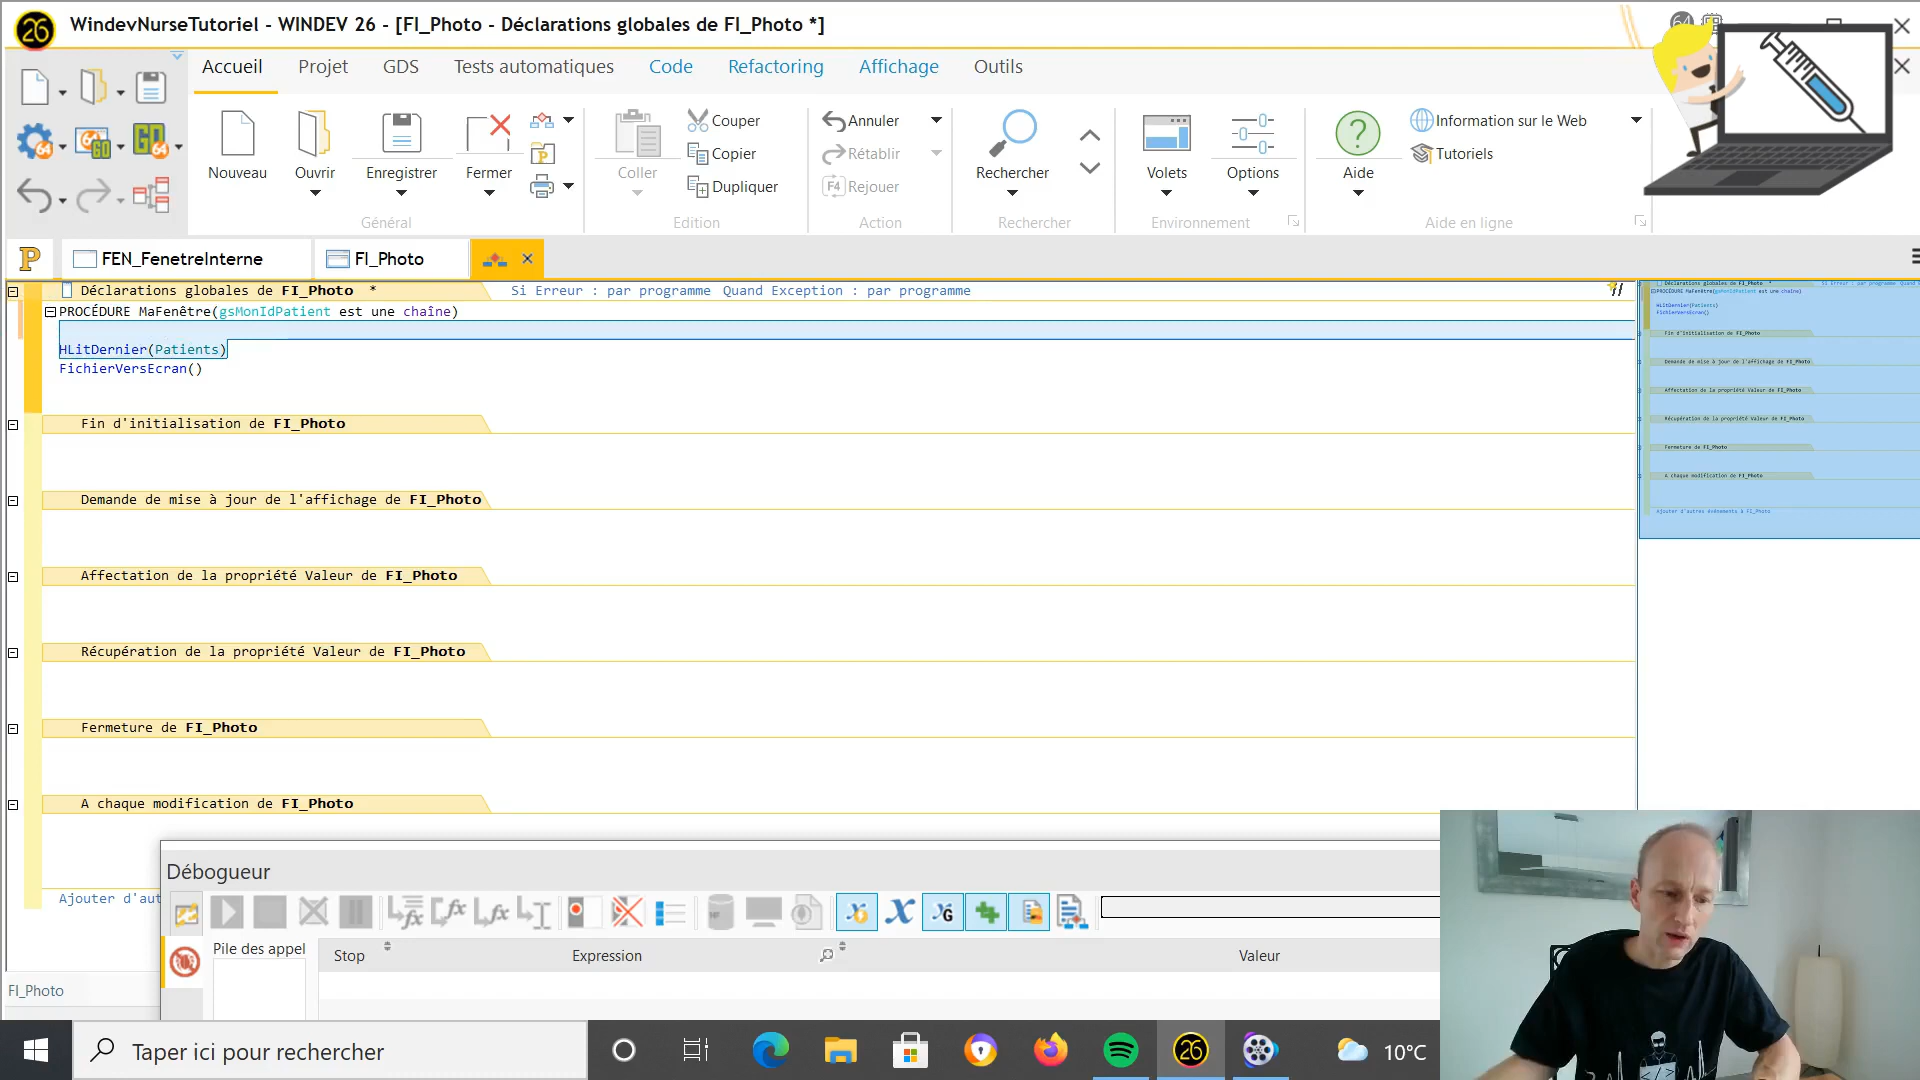 26 WindevNurseTutoriel - WINDEV 26 - [FI_Photo - Déclarations globales de FI_Photo *]
Accueil Projet GDS Tests automatiques Code Refactoring Affichage Outils
Nouveau Ouvrir Enregistrer Fermer
Général
Coller Couper
Copier
Dupliquer
Edition
Annuler
Rétablir
F4 Rejouer
Action
Rechercher
Rechercher
Volets Options
Environnement
? Aide Information sur le Web
Tutoriels
Aide en ligne
P FEN_FenetreInterne FI_Photo
Déclarations globales de FI_Photo * Si Erreur : par programme Quand Exception : par programme
PROCÉDURE MaFenêtre(gsMonIdPatient est une chaîne)
HLitDernier(Patients)
FichierVersEcran()
Fin d'initialisation de FI_Photo
Demande de mise à jour de l'affichage de FI_Photo
Affectation de la propriété Valeur de FI_Photo
Récupération de la propriété Valeur de FI_Photo
Fermeture de FI_Photo
A chaque modification de FI_Photo
Ajouter d'aut
Débogueur
Pile des appel Stop Expression Valeur
FI_Photo
Taper ici pour rechercher
26
10°C